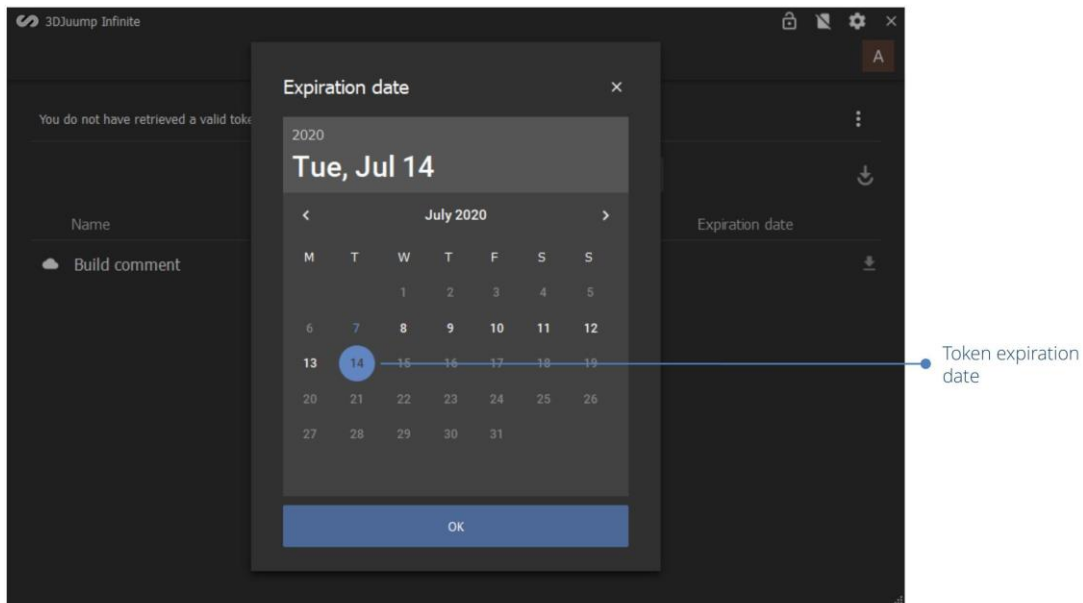 3DJuump Infinite
A
Expiration date
You do not have retrieved a valid toke
2020
Tue, Jul 14
July 2020
Name
Expiration date
M T W T F S S
Build comment
1 2 3 4 5
6 7 8 9 10 11 12
13 14 15 16 17 18 19
Token expiration
date
20 21 22 23 24 25 26
27 28 29 30 31
OK